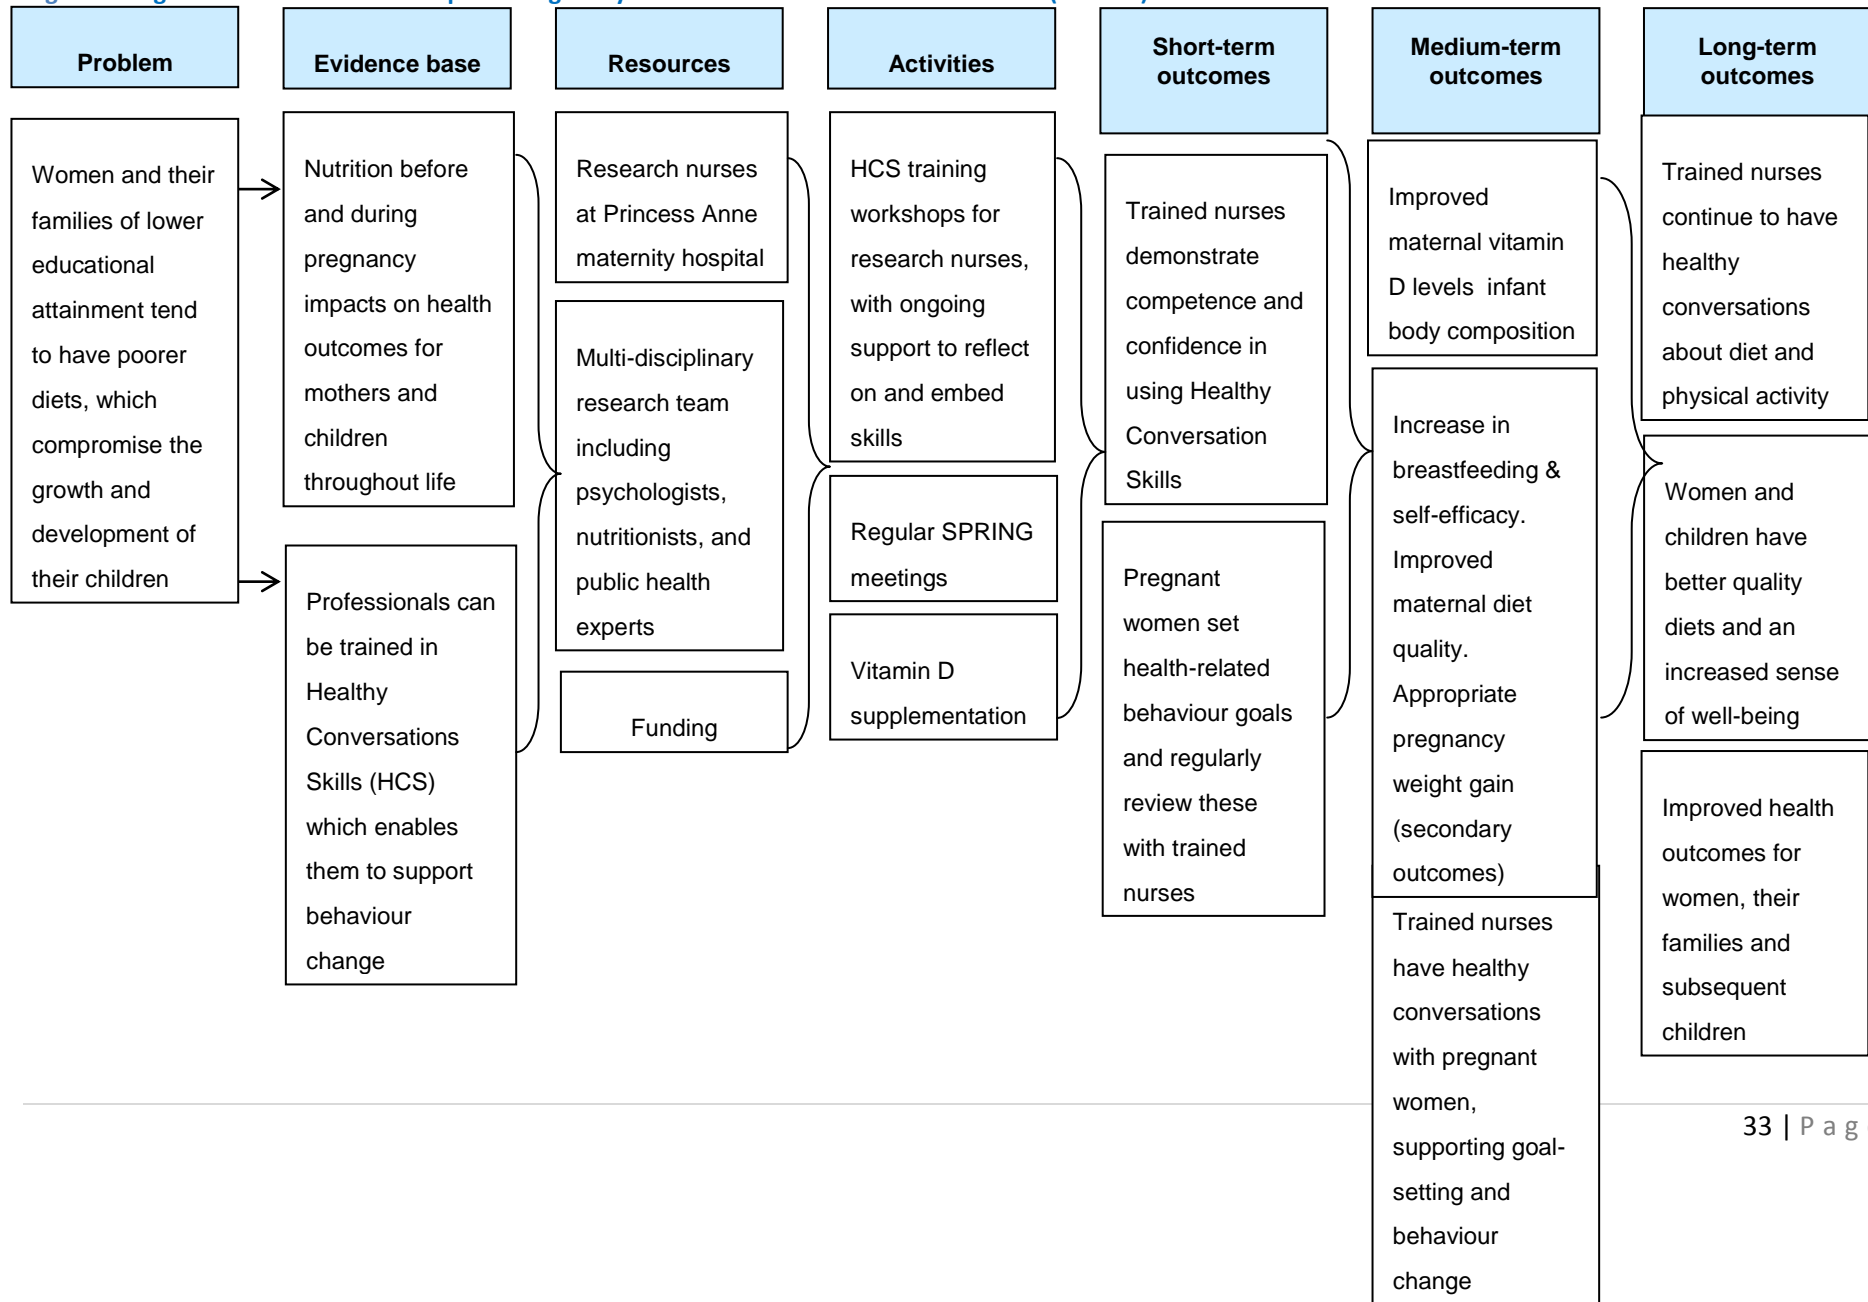 Problem
Women and their
families of lower
educational
attainment tend
to have poorer
diets, which
compromise the
growth and
development of
their children
Evidence base
Nutrition before
and during
pregnancy
impacts on health
outcomes for
mothers and
children
throughout life
Professionals can
be trained in
Healthy
Conversations
Skills (HCS)
which enables
them to support
behaviour
change
Resources
Research nurses
at Princess Anne
maternity hospital
Multi-disciplinary
research team
including
psychologists,
nutritionists, and
public health
experts
Funding
Activities
HCS training
workshops for
research nurses,
with ongoing
support to reflect
on and embed
skills
Regular SPRING
meetings
Vitamin D
supplementation
Short-term
outcomes
Trained nurses
demonstrate
competence and
confidence in
using Healthy
Conversation
Skills
Pregnant
women set
health-related
behaviour goals
and regularly
review these
with trained
nurses
Medium-term
outcomes
Improved
maternal vitamin
D levels infant
body composition
Increase in
breastfeeding &
self-efficacy.
Improved
maternal diet
quality.
Appropriate
pregnancy
weight gain
(secondary
outcomes)
Trained nurses
have healthy
conversations
with pregnant
women,
supporting goal-
setting and
behaviour
change
Long-term
outcomes
Trained nurses
continue to have
healthy
conversations
about diet and
physical activity
Women and
children have
better quality
diets and an
increased sense
of well-being
Improved health
outcomes for
women, their
families and
subsequent
children
33 | P a g